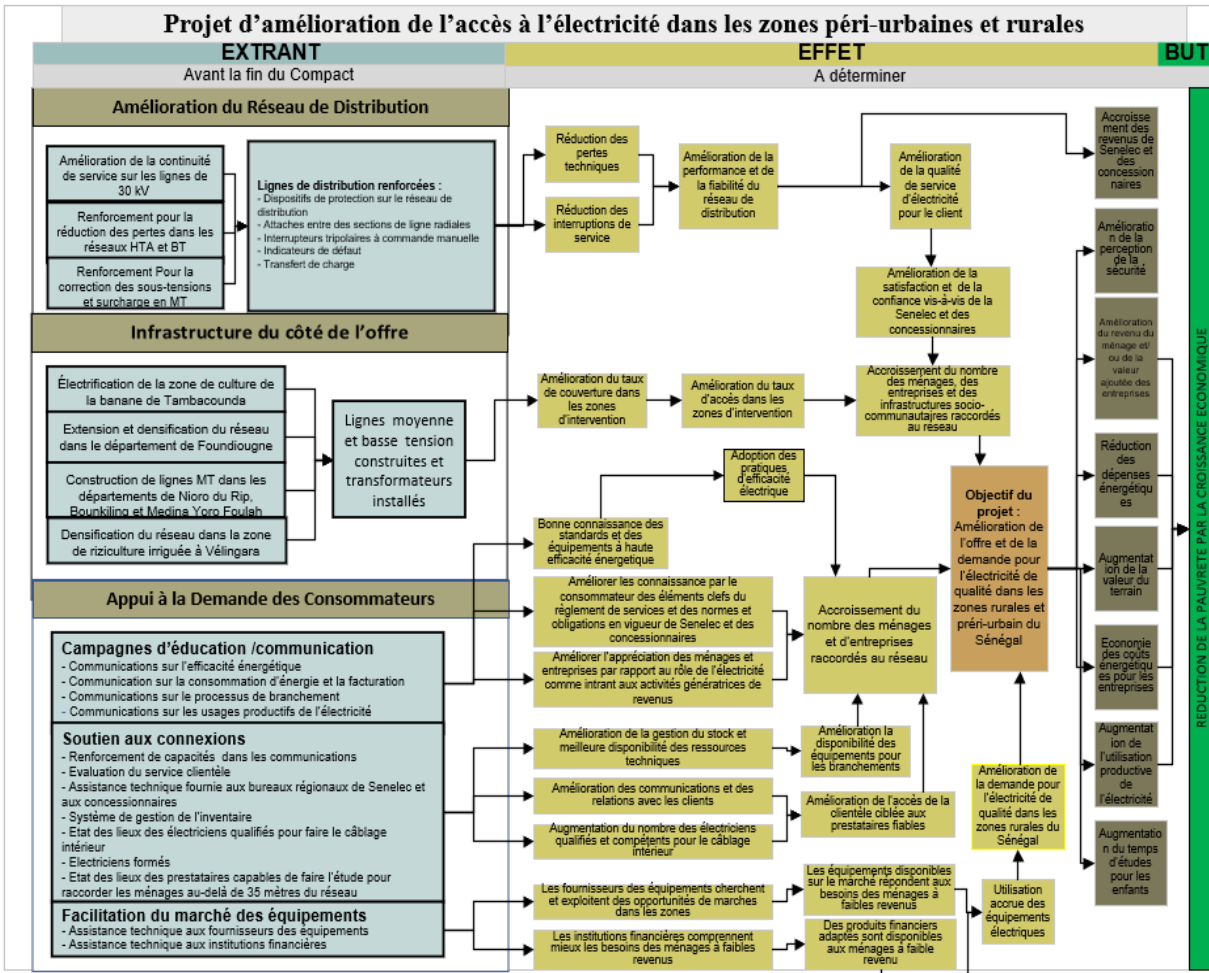 Projet d'amélioration de l'accès à l'électricité dans les zones péri-urbaines et rurales
EXTRANT
EFFET
BUT
Avant la fin du Compact
A déterminer
Amélioration du Réseau de Distribution
Amélioration de la continuité
de service sur les lignes de
30 kV
Renforcement pour la
réduction des pertes dans les
réseaux HTA et BT
Renforcement Pour la
correction des sous-tensions
et surcharge en MT
Lignes de distribution renforcées :
- Dispositifs de protection sur le réseau de
distribution
- Attaches entre des sections de ligne radiales
- Interrupteurs tripolaires à commande manuelle
- Indicateurs de défaut
- Transfert de charge
Réduction des
pertes
techniques
Réduction des
interruptions de
service
Amélioration de la
performance et de
la fiabilité du
réseau de
distribution
Amélioration
de la qualité
de service
d'électricité
pour le client
Amélioration de la
satisfaction et de la
confiance vis-à-vis de la
Senelec et des
concessionnaires
Infrastructure du côté de l'offre
Électrification de la zone de culture de
la banane de Tambacounda
Extension et densification du réseau
dans le département de Foundiougne
Construction de lignes MT dans les
départements de Nioro du Rip,
Bounkiling et Medina Yoro Foulah
Densification du réseau dans la zone
de riziculture irriguée à Vélingara
Lignes moyenne
et basse tension
construites et
transformateurs
installés
Amélioration du taux
de couverture dans
les zones
d'intervention
Amélioration du taux
d'accès dans les
zones d'intervention
Accroissement du nombre
des ménages, des
entreprises et des
infrastructures socio-
communautaires raccordés
au réseau
Adoption des
pratiques
d'efficacité
électrique
Bonne connaissance des
standards et des
équipements à haute
efficacité énergetique
Appui à la Demande des Consommateurs
Campagnes d'éducation /communication
- Communications sur l'efficacité énergétique
- Communication sur la consommation d'énergie et la facturation
- Communications sur le processus de branchement
- Communications sur les usages productifs de l'électricité
Soutien aux connexions
- Renforcement de capacités dans les communications
- Evaluation du service clientèle
- Assistance technique fournie aux bureaux régionaux de Senelec et
aux concessionnaires
- Système de gestion de l'inventaire
- Etat des lieux des électriciens qualifiés pour faire le câblage
intérieur
- Electriciens formés
- Etat des lieux des prestataires capables de faire l'étude pour
raccorder les ménages au-delà de 35 mètres du réseau
Facilitation du marché des équipements
- Assistance technique aux fournisseurs des équipements
- Assistance technique aux institutions financières
Améliorer les connaissance par le
consommateur des éléments clefs du
règlement de services et des normes et
obligations en vigueur de Senelec et des
concessionnaires
Améliorer l'appréciation des ménages et
entreprises par rapport au rôle de l'électricité
comme intrant aux activités génératrices de
revenus
Accroissement du
nombre des ménages
et d'entreprises
raccordés au réseau
Amélioration de la gestion du stock et
meilleure disponibilité des ressources
techniques
Amélioration la
disponibilité des
équipements pour
les branchements
Amélioration des communications et des
relations avec les clients
Augmentation du nombre des électriciens
qualifiés et compétents pour le câblage
intérieur
Amélioration de l'accès de la
clientèle ciblée aux
prestataires fiables
Les fournisseurs des équipements cherchent
et exploitent des opportunités de marches
dans les zones
Les équipements disponibles
sur le marché répondent aux
besoins des ménages à
faibles revenus
Les institutions financières comprennent
mieux les besoins des ménages à faibles
revenus
Des produits financiers
adaptés sont disponibles
aux ménages à faible
revenu
Utilisation
accrue des
équipements
électriques
Amélioration de
la demande pour
l'électricité de
qualité dans les
zones rurales du
Sénégal
Objectif du
projet :
Amélioration de
l'offre et de la
demande pour
l'électricité de
qualité dans les
zones rurales et
préri-urbain du
Sénégal
Accroisse
ment des
revenus de
Senelec et
des
concession
naires
Amélioratio
n de la
perception
de la
sécurité
Amélioration
du revenu du
ménage et/
ou de la
valeur
ajoutée des
entreprises
Réduction
des
dépenses
énergétiqu
es
Augmentat
ion de la
valeur du
terrain
Economie
des coûts
énergétiqu
es pour les
entreprises
Augmentat
ion de
l'utilisation
productive
de
l'électricité
Augmentatio
n du temps
d'études
pour les
enfants
REDUCTION DE LA PAUVRETE PAR LA CROISSANCE ECONOMIQUE